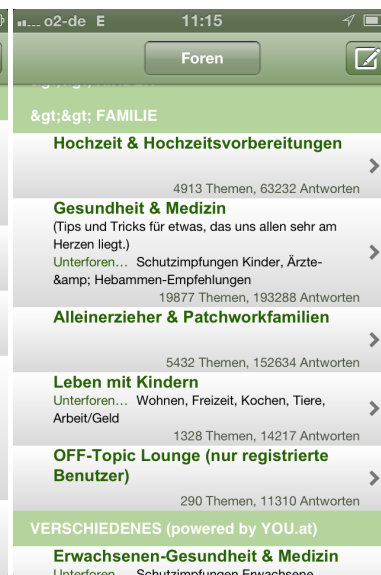 o2-de E 11:15
Foren
&gt;&gt; FAMILIE
Hochzeit & Hochzeitsvorbereitungen
4913 Themen, 63232 Antworten
Gesundheit & Medizin
(Tips und Tricks für etwas, das uns allen sehr am
Herzen liegt.)
Unterforen... Schutzimpfungen Kinder, Ärzte-
&amp; Hebammen-Empfehlungen
19877 Themen, 193288 Antworten
Alleinerzieher & Patchworkfamilien
5432 Themen, 152634 Antworten
Leben mit Kindern
Unterforen... Wohnen, Freizeit, Kochen, Tiere,
Arbeit/Geld
1328 Themen, 14217 Antworten
OFF-Topic Lounge (nur registrierte
Benutzer)
290 Themen, 11310 Antworten
VERSCHIEDENES (powered by YOU.at)
Erwachsenen-Gesundheit & Medizin
Unterforen... Schutzimpfungen Erwachsene